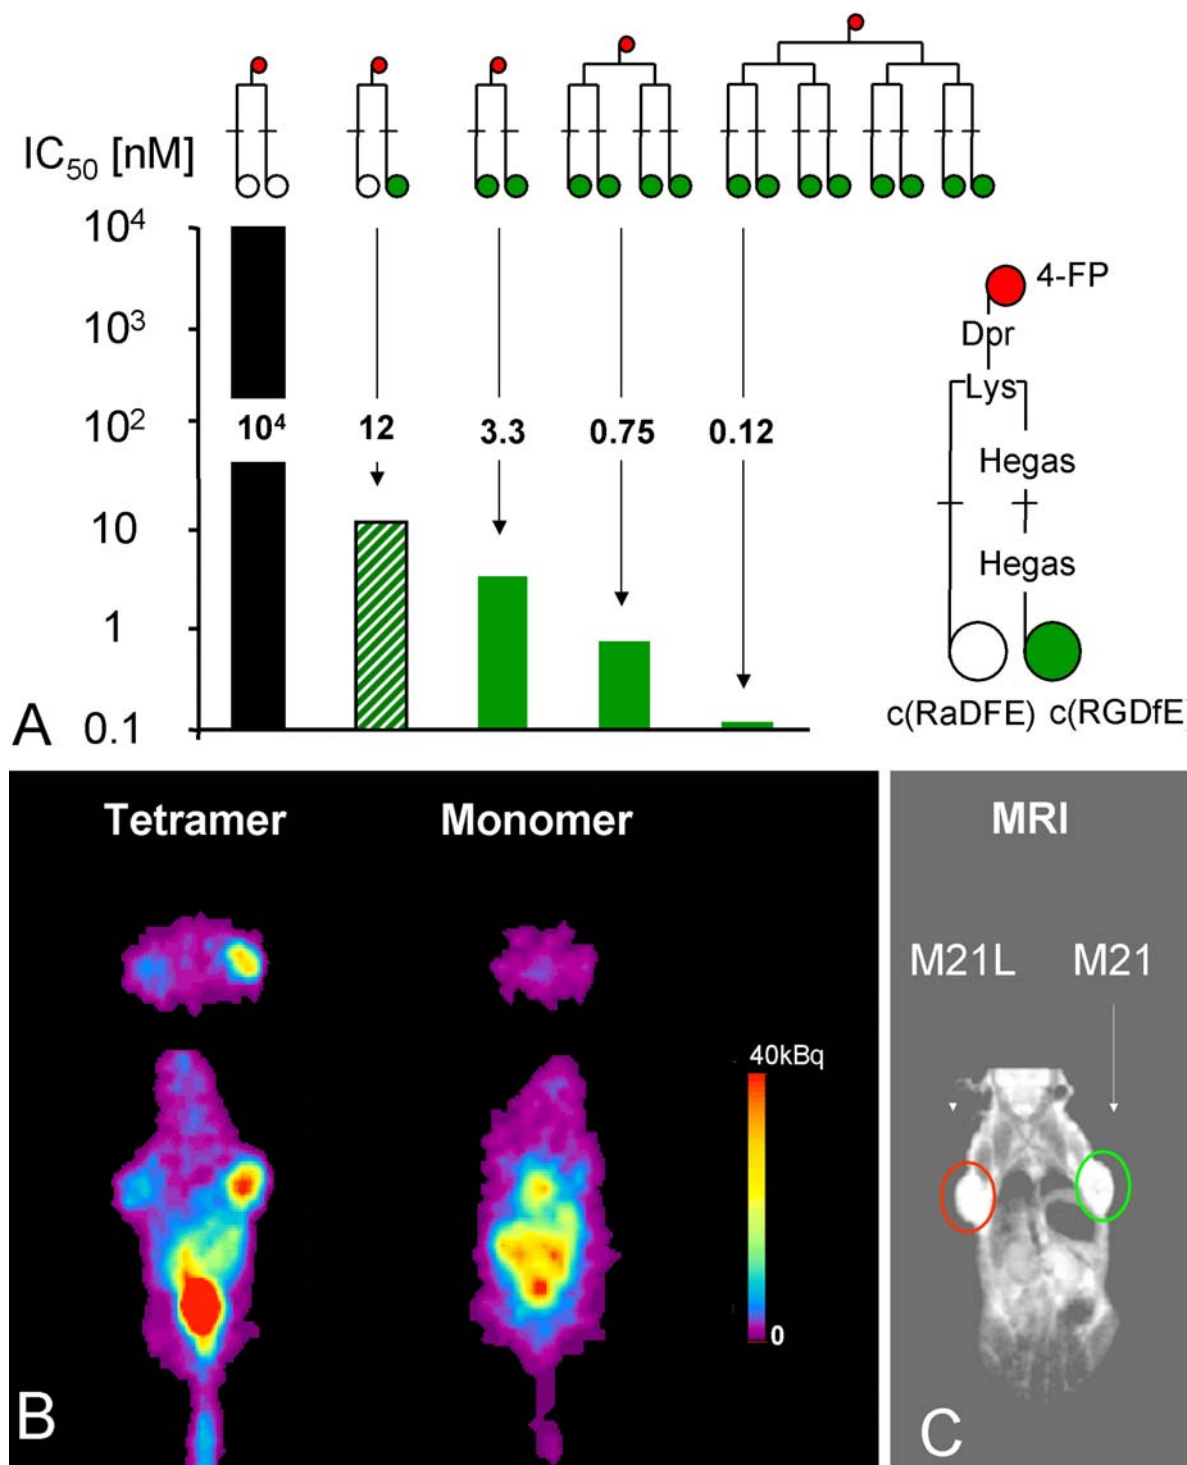 IC50 [nM]
10⁴
10³
10²
10
1
0.1
10⁴ 12 3.3 0.75 0.12
4-FP
Dpr
Lys
Hegas
Hegas
c(RaDFE) c(RGDfE)
A
Tetramer Monomer
40kBq
0
B
MRI
M21L M21
C